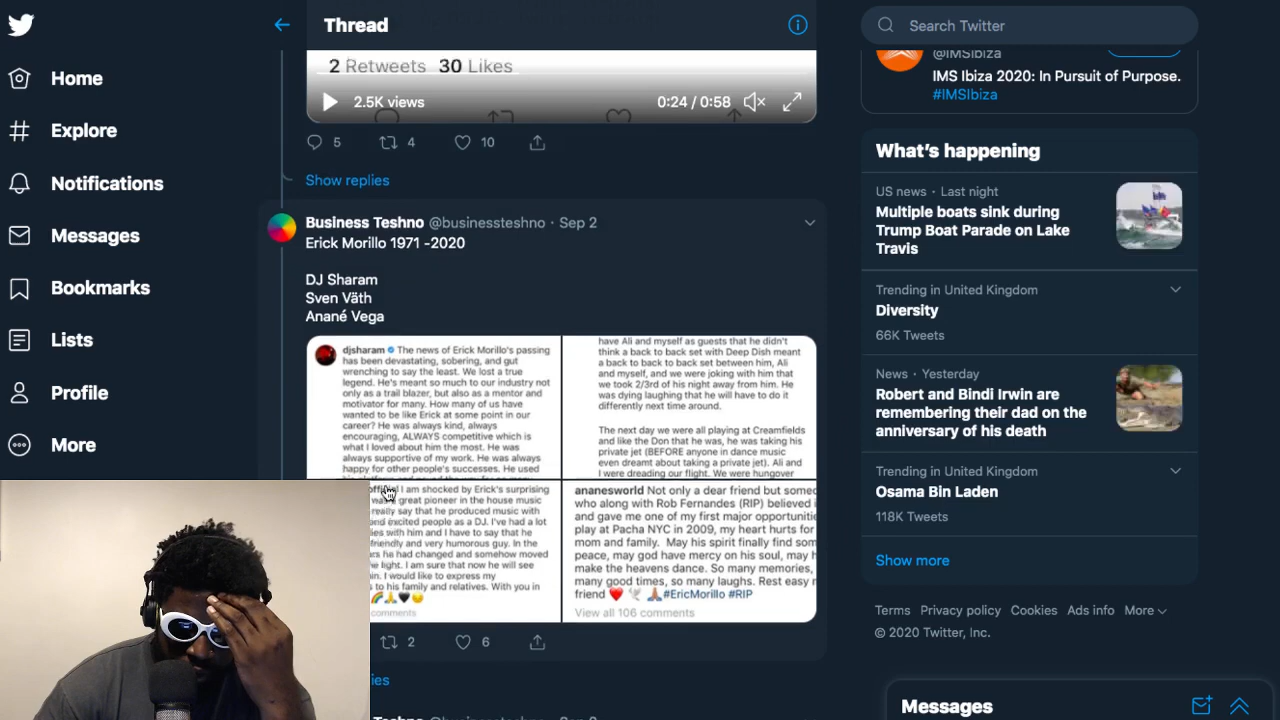 Thread
Search Twitter
2 Retweets 30 Likes
2.5K views
0:24 / 0:58
5
4
10
Show replies
Home
Explore
Notifications
Messages
Bookmarks
Lists
Profile
More
Business Teshno @businessteshno · Sep 2
Erick Morillo 1971 -2020
DJ Sharam
Sven Väth
Anané Vega
djsharam The news of Erick Morillo's passing
has been devastating, sobering, and gut
wrenching to say the least. We lost a true
legend. He's meant so much to our industry not
only as a trail blazer, but also as a mentor and
motivator for many. How many of us have
wanted to be like Erick at some point in our
career? He was always kind, always
encouraging, ALWAYS competitive which is
what I loved about him the most. He was
always supportive of my work. He was always
happy for other people's successes. He used
have Ali and myself as guests that he didn't
think a back to back set with Deep Dish meant
a back to back to back set between him, Ali
and myself, and we were joking with him that
we took 2/3rd of his night away from him. He
was dying laughing that he will have to do it
differently next time around.
The next day we were all playing at Creamfields
and like the Don that he was, he was taking his
private jet (BEFORE anyone in dance music
even dreamt about taking a private jet). Ali and
I were dreading our flight. We were hungover
I am shocked by Erick's surprising
great pioneer in the house music
really say that he produced music with
excited people as a DJ. I've had a lot
with him and I have to say that he
friendly and very humorous guy. In the
he had changed and somehow moved
light. I am sure that now he will see
in. I would like to express my
s to his family and relatives. With you in
comments
ananesworld Not only a dear friend but some
who along with Rob Fernandes (RIP) believed i
and gave me one of my first major opportunitie
play at Pacha NYC in 2009, my heart hurts for
mom and family. May his spirit finally find som
peace, may god have mercy on his soul, may h
make the heavens dance. So many memories,
many good times, so many laughs. Rest easy
friend ❤️ 🕊 🙏🏽 #EricMorillo #RIP
View all 106 comments
2
6
ies
Sep 2
@IMSIbiza
IMS Ibiza 2020: In Pursuit of Purpose.
#IMSIbiza
What's happening
US news · Last night
Multiple boats sink during
Trump Boat Parade on Lake
Travis
Trending in United Kingdom
Diversity
66K Tweets
News · Yesterday
Robert and Bindi Irwin are
remembering their dad on the
anniversary of his death
Trending in United Kingdom
Osama Bin Laden
118K Tweets
Show more
Terms Privacy policy Cookies Ads info More
© 2020 Twitter, Inc.
Messages